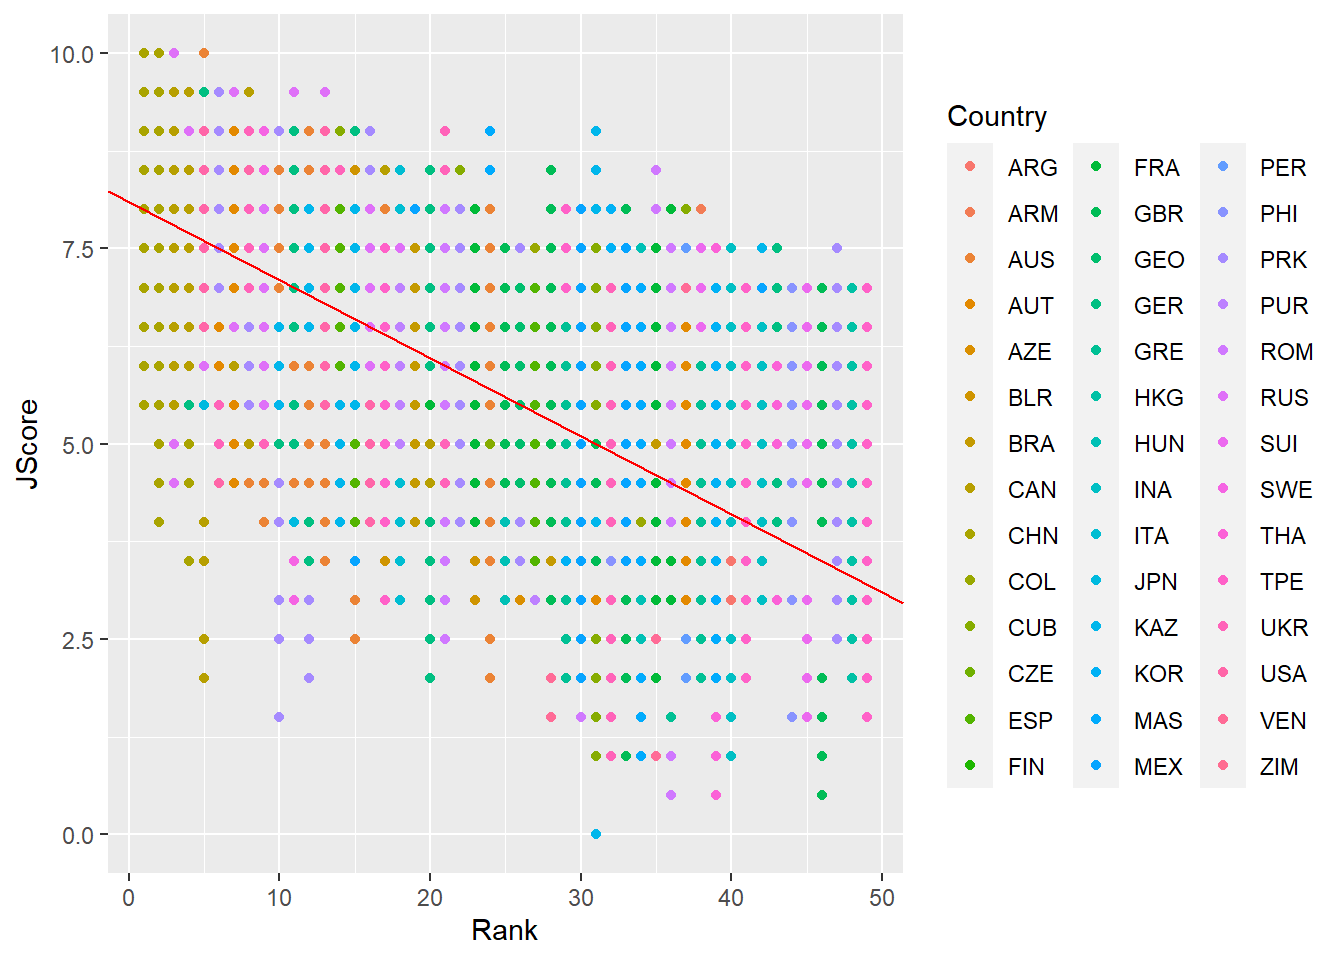 10.0
7.5
5.0
2.5
0.0
JScore
0 10 20 30 40 50
Rank
Country
ARG FRA PER
ARM GBR PHI
AUS GEO PRK
AUT GER PUR
AZE GRE ROM
BLR HKG RUS
BRA HUN SUI
CAN INA SWE
CHN ITA THA
COL JPN TPE
CUB KAZ UKR
CZE KOR USA
ESP MAS VEN
FIN MEX ZIM